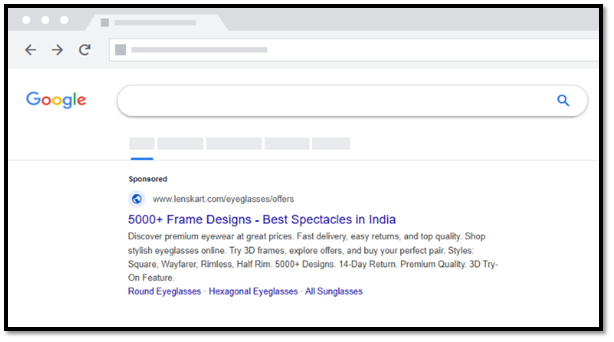 Google
Sponsored
www.lenskart.com/eyeglasses/offers
5000+ Frame Designs - Best Spectacles in India
Discover premium eyewear at great prices. Fast delivery, easy returns, and top quality. Shop
stylish eyeglasses online. Try 3D frames, explore offers, and buy your perfect pair. Styles:
Square, Wayfarer, Rimless, Half Rim. 5000+ Designs. 14-Day Return. Premium Quality. 3D Try-
On Feature.
Round Eyeglasses · Hexagonal Eyeglasses · All Sunglasses